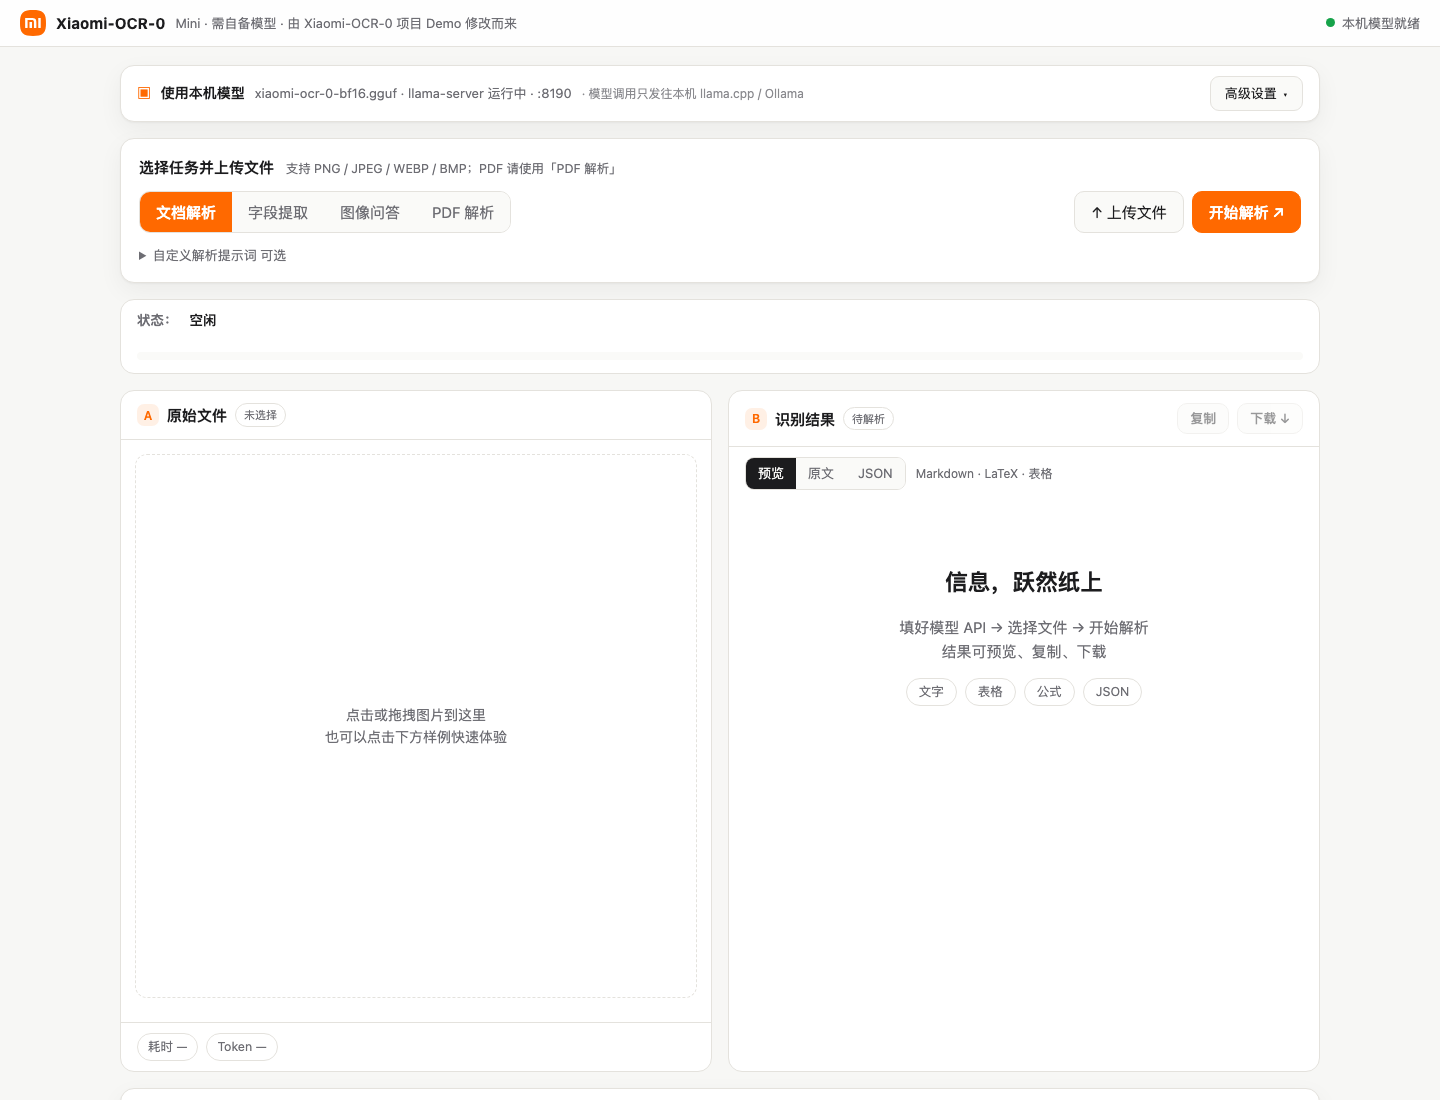 Xiaomi-OCR-0 Mini · 需自备模型 · 由 Xiaomi-OCR-0 项目 Demo 修改而来 本机模型就绪
使用本机模型 xiaomi-ocr-0-bf16.gguf · llama-server 运行中 · :8190 · 模型调用只发往本机 llama.cpp / Ollama 高级设置
选择任务并上传文件 支持 PNG / JPEG / WEBP / BMP；PDF 请使用「PDF 解析」
文档解析 字段提取 图像问答 PDF 解析 ↑ 上传文件 开始解析 ↗
▶ 自定义解析提示词 可选
状态： 空闲
A 原始文件 未选择
点击或拖拽图片到这里
也可以点击下方样例快速体验
耗时 — Token —
B 识别结果 待解析 复制 下载 ↓
预览 原文 JSON Markdown · LaTeX · 表格
信息，跃然纸上
填好模型 API → 选择文件 → 开始解析
结果可预览、复制、下载
文字 表格 公式 JSON